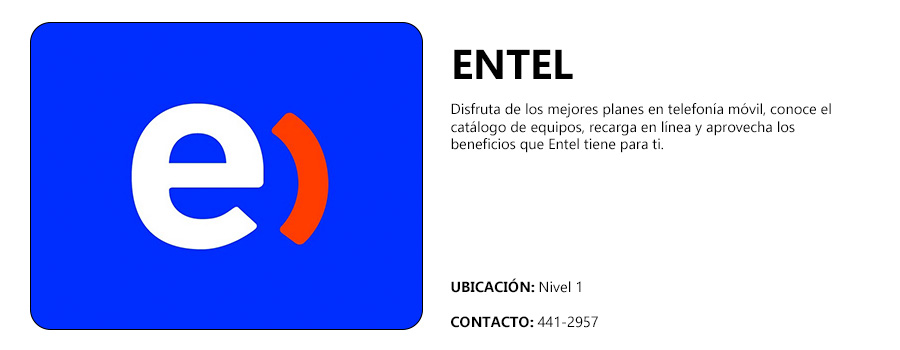 e)
ENTEL
Disfruta de los mejores planes en telefonía móvil, conoce el
catálogo de equipos, recarga en línea y aprovecha los
beneficios que Entel tiene para ti.
UBICACIÓN: Nivel 1
CONTACTO: 441-2957